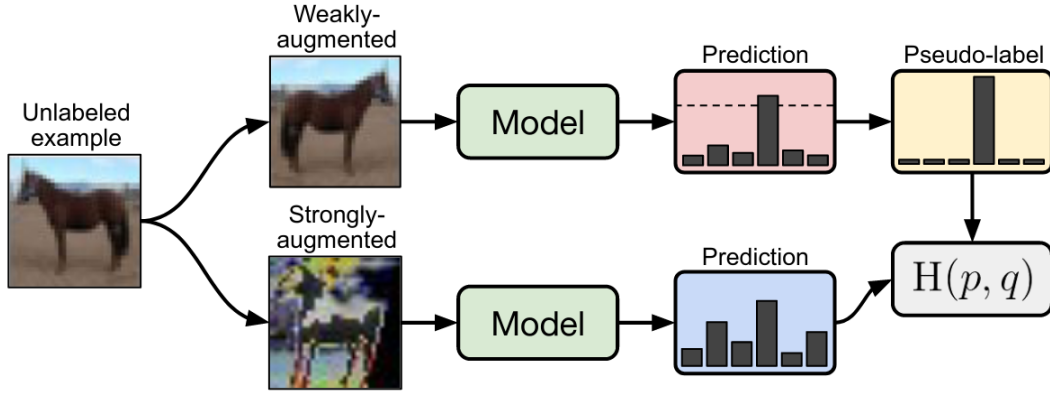 Unlabeled
example
Weakly-
augmented
Model
Prediction
Pseudo-label
Strongly-
augmented
Model
Prediction
H(p, q)